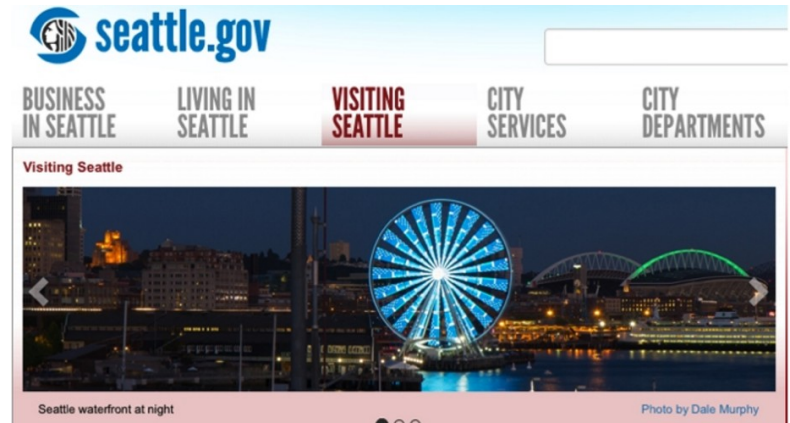 seattle.gov
BUSINESS
IN SEATTLE
LIVING IN
SEATTLE
VISITING
SEATTLE
CITY
SERVICES
CITY
DEPARTMENTS
Visiting Seattle
Seattle waterfront at night
Photo by Dale Murphy